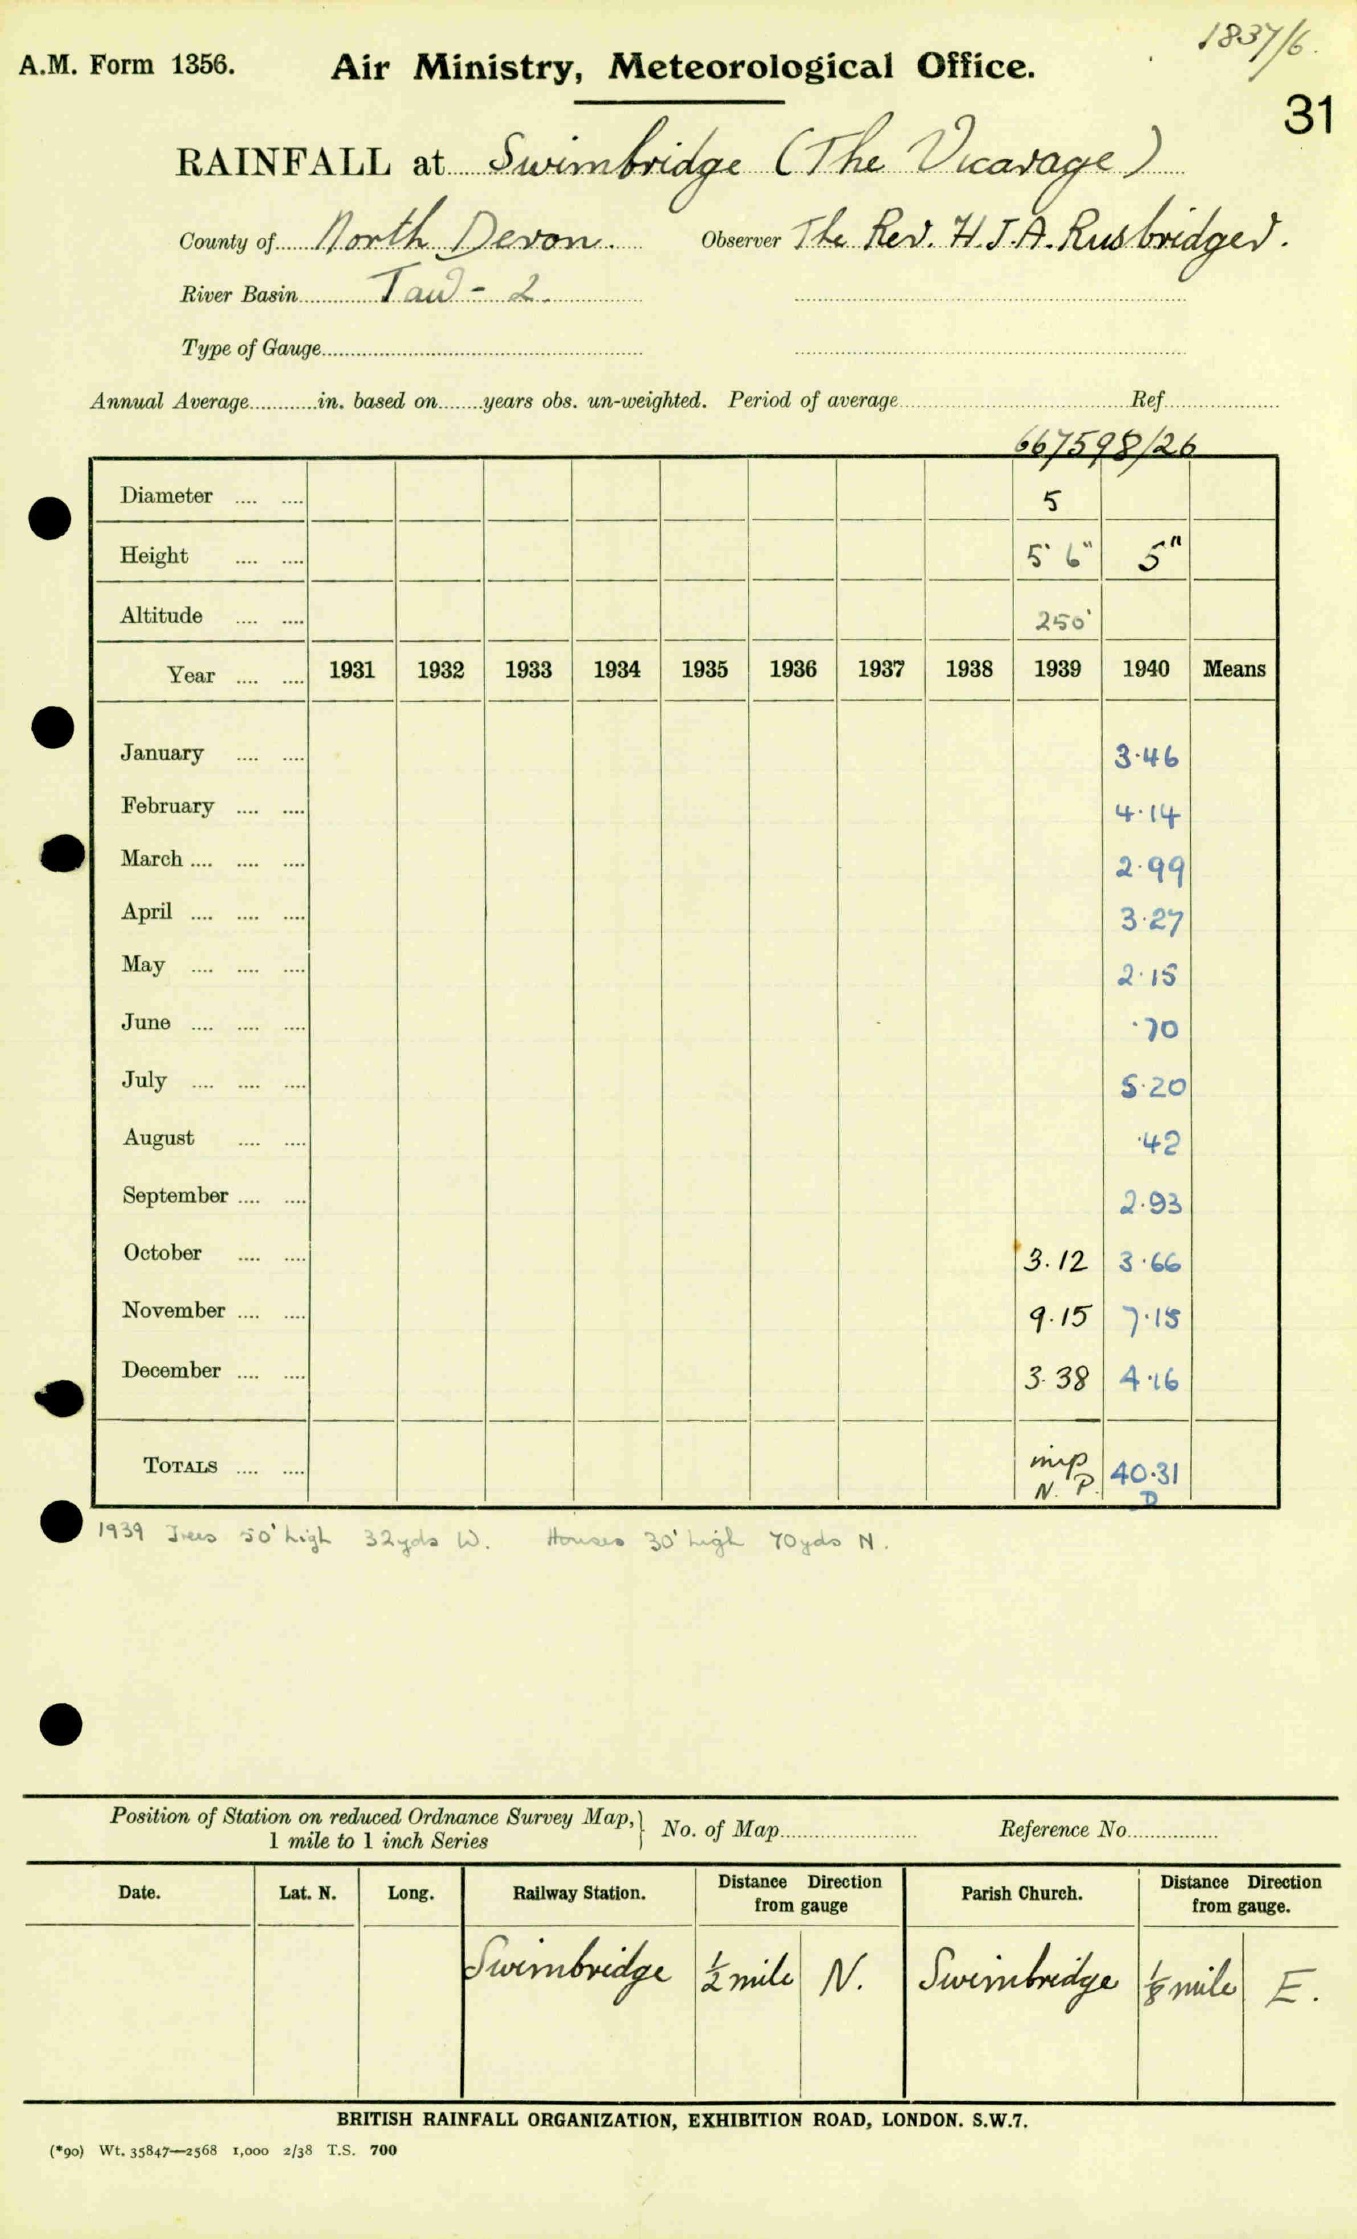 1837/6.
A.M. Form 1356. Air Ministry, Meteorological Office.
31
RAINFALL at Swimbridge (The Vicarage)
County of North Devon. Observer The Rev. H.J.A. Rusbridger.
River Basin Taw - 2.
Type of Gauge
Annual Average in. based on years obs. un-weighted. Period of average Ref
667598/26
Diameter 5
Height 5' 6" 5"
Altitude 250'
Year 1931 1932 1933 1934 1935 1936 1937 1938 1939 1940 Means
January 3.46
February 4.14
March 2.99
April 3.27
May 2.15
June .70
July 5.20
August .42
September 2.93
October 3.12 3.66
November 9.15 7.15
December 3.38 4.16
TOTALS imp 40.31
N. P. D
1939 Trees 50' high 32yds W. Houses 30' high 70yds N.
Position of Station on reduced Ordnance Survey Map, No. of Map Reference No.
1 mile to 1 inch Series
Date. Lat. N. Long. Railway Station. Distance Direction from gauge Parish Church. Distance Direction from gauge.
Swimbridge ½ mile N. Swimbridge ⅛ mile E.
BRITISH RAINFALL ORGANIZATION, EXHIBITION ROAD, LONDON. S.W.7.
(*90) Wt. 35847—2568 1,000 2/38 T.S. 700